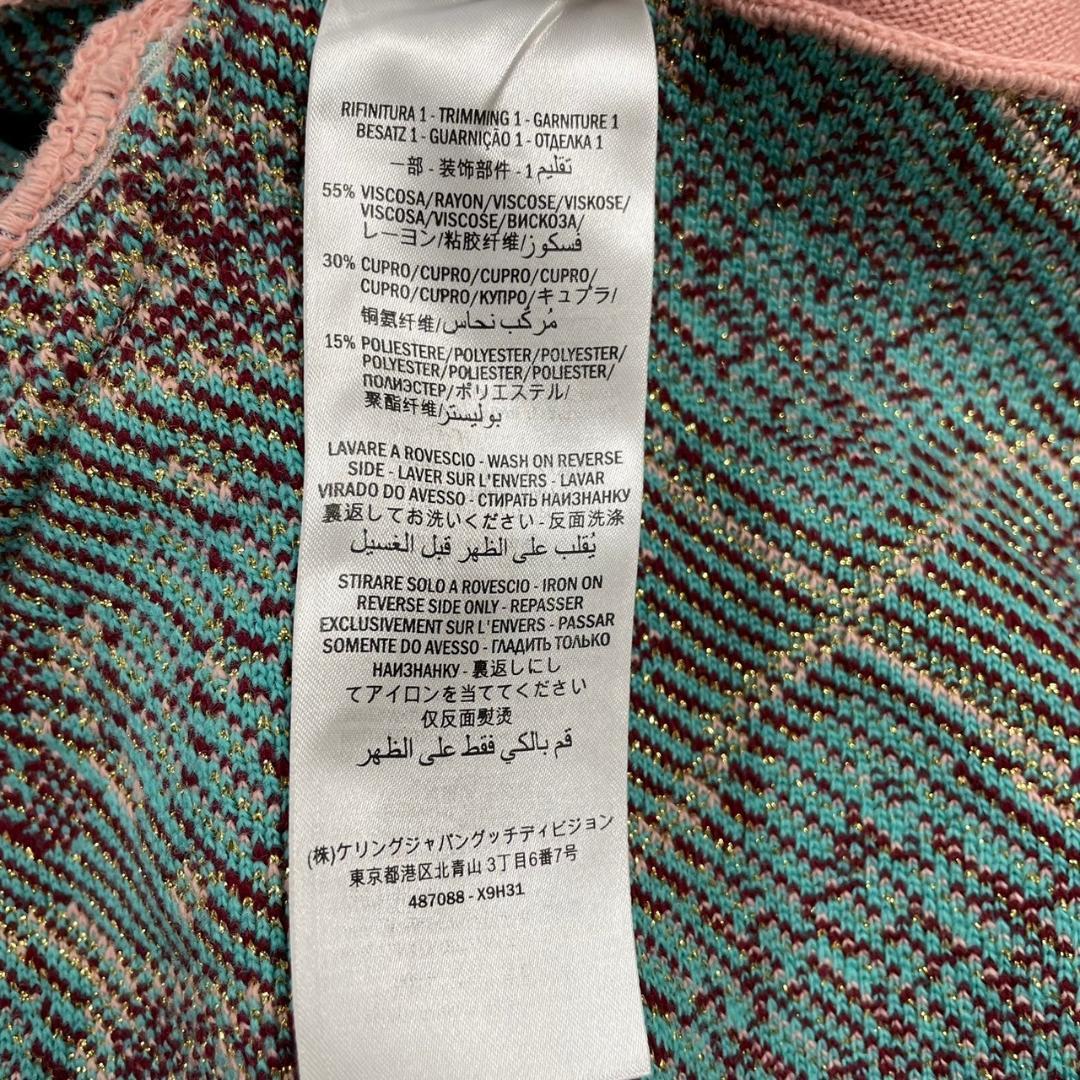 RIFINITURA 1 - TRIMMING 1 - GARNITURE 1
BESATZ 1 - GUARNIÇÃO 1 - ОТДЕЛКА 1
一部 - 装饰部件 - تقليم 1
55% VISCOSA/RAYON/VISCOSE/VISKOSE/
VISCOSA/VISCOSE/ВИСКОЗА/
レーヨン/粘胶纤维/فسكوز
30% CUPRO/CUPRO/CUPRO/CUPRO/
CUPRO/CUPRO/КУПРО/キュプラ/
铜氨纤维/مُركب نحاس
15% POLIESTERE/POLYESTER/POLYESTER/
POLYESTER/POLIESTER/POLIESTER/
ПОЛИЭСТЕР/ポリエステル/
聚酯纤维/بوليستر
LAVARE A ROVESCIO - WASH ON REVERSE
SIDE - LAVER SUR L'ENVERS - LAVAR
VIRADO DO AVESSO - СТИРАТЬ НАИЗНАНКУ
裏返してお洗いください - 反面洗涤
يُقلب على الظهر قبل الغسيل
STIRARE SOLO A ROVESCIO - IRON ON
REVERSE SIDE ONLY - REPASSER
EXCLUSIVEMENT SUR L'ENVERS - PASSAR
SOMENTE DO AVESSO - ГЛАДИТЬ ТОЛЬКО
НАИЗНАНКУ - 裏返しにし
てアイロンを当ててください
仅反面熨烫
قم بالكي فقط على الظهر
(株)ケリングジャパングッチディビジョン
東京都港区北青山 3丁目6番7号
487088 - X9H31